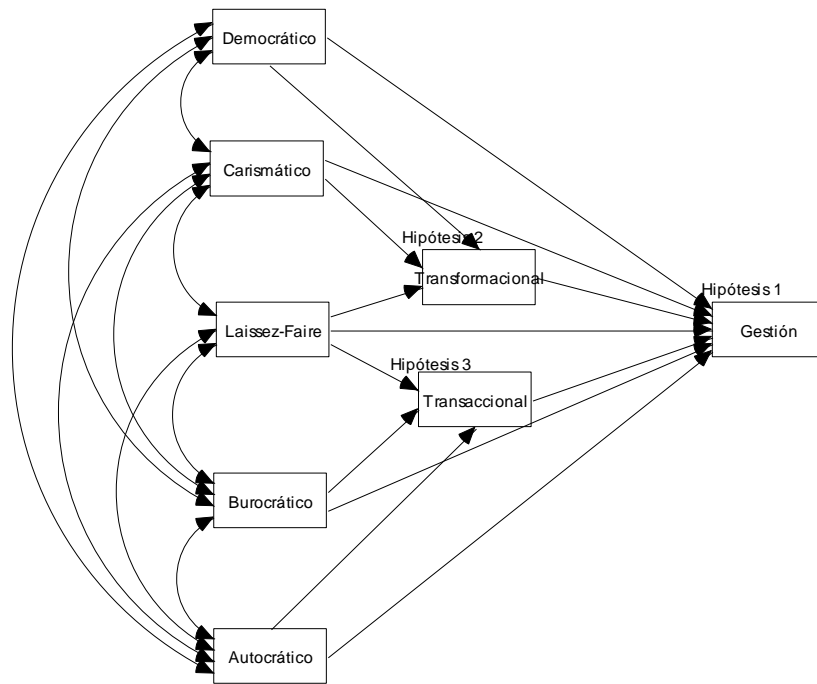 Democrático
Carismático
Hipótesis 2
Transformacional
Hipótesis 1
Laissez-Faire
Gestión
Hipótesis 3
Transaccional
Burocrático
Autocrático